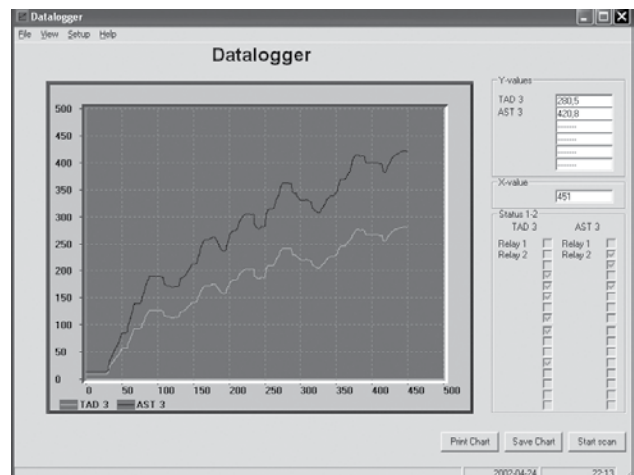 Datalogger
File View Setup Help
Datalogger
500
450
400
350
300
250
200
150
100
50
0
0 50 100 150 200 250 300 350 400 450 500
TAD 3 AST 3
Y-values
TAD 3 280,5
AST 3 420,8
X-value
451
Status 1-2
TAD 3 AST 3
Relay 1 Relay 1
Relay 2 Relay 2
Print Chart Save Chart Start scan
2002-04-24 22:13